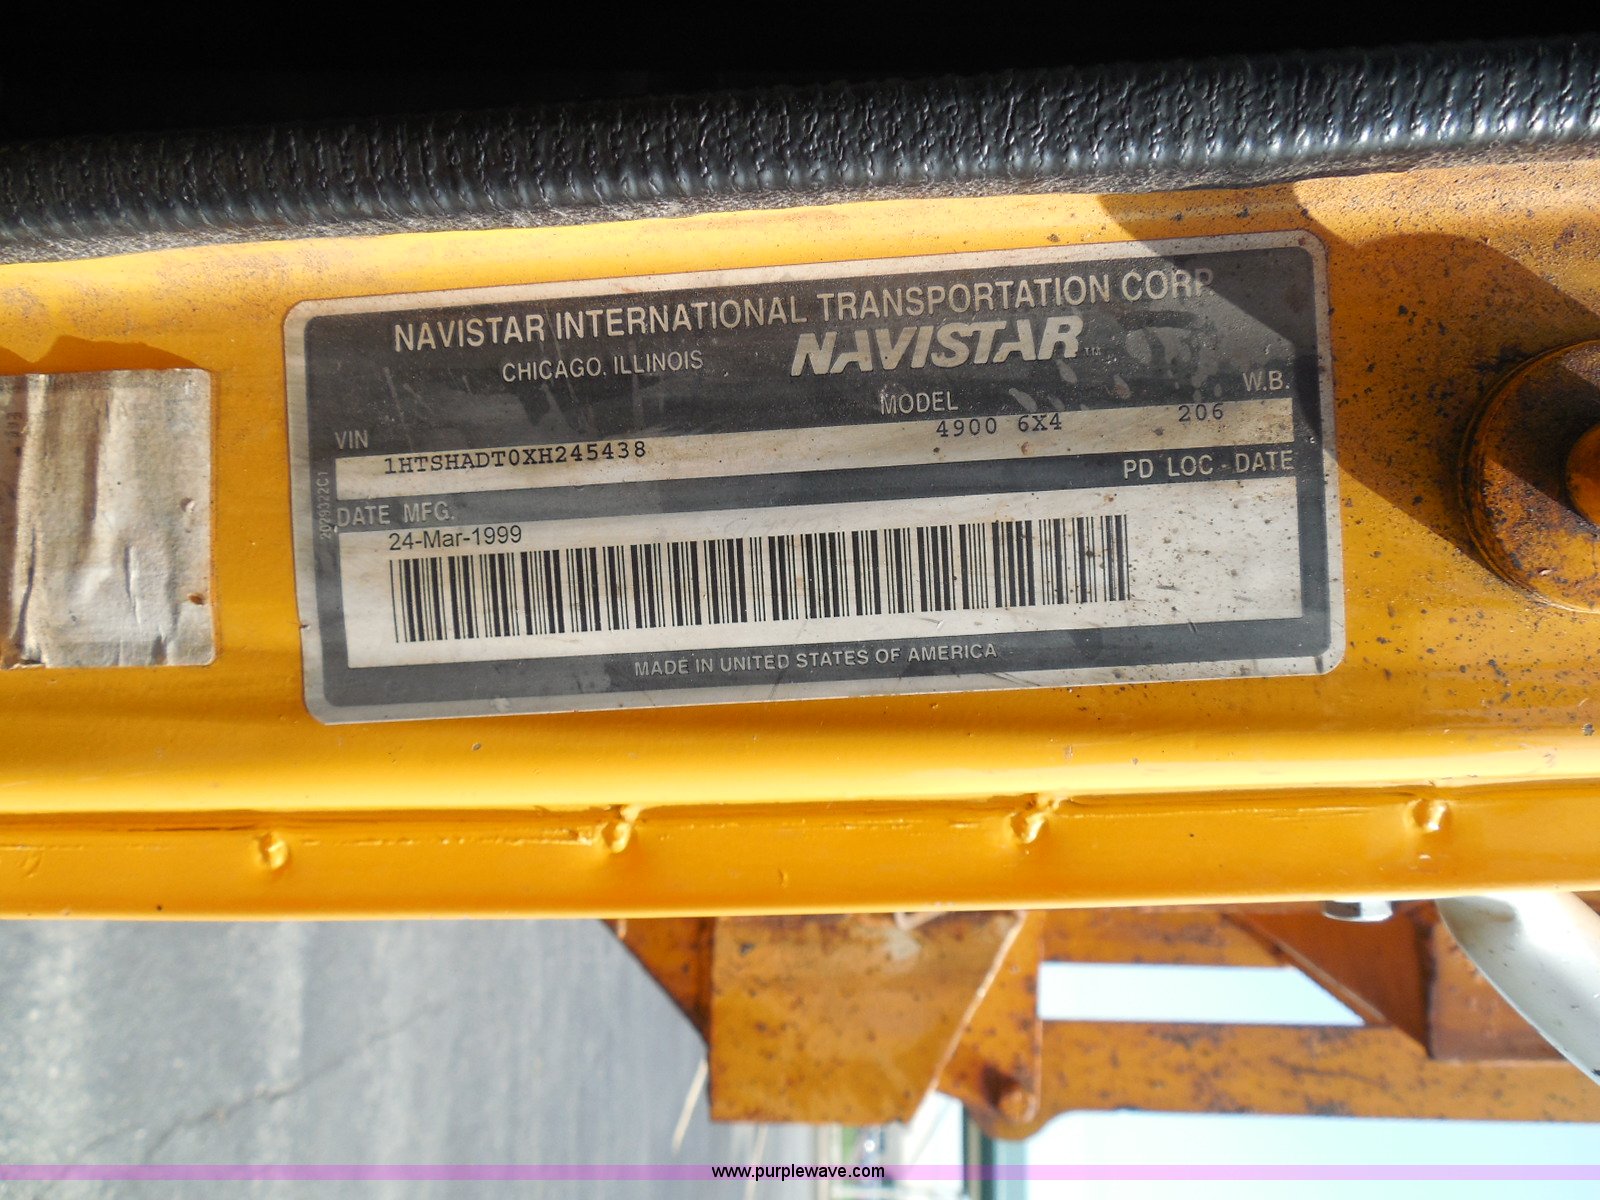 NAVISTAR INTERNATIONAL TRANSPORTATION CORP
CHICAGO, ILLINOIS
NAVISTAR™
VIN
MODEL
W.B.
1HTSHADT0XH245438
4900 6X4
206
DATE MFG.
PD LOC - DATE
24-Mar-1999
MADE IN UNITED STATES OF AMERICA
www.purplewave.com